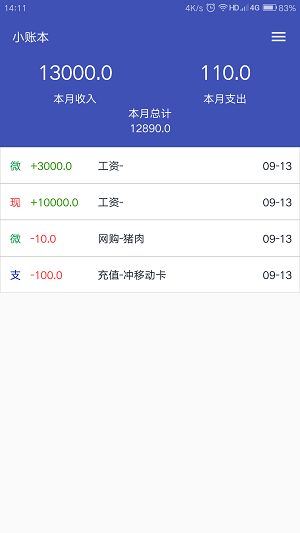 14:11 4K/s HD 4G 83%
小账本
13000.0 110.0
本月收入 本月支出
本月总计
12890.0
微 +3000.0 工资- 09-13
现 +10000.0 工资- 09-13
微 -10.0 网购-猪肉 09-13
支 -100.0 充值-冲移动卡 09-13